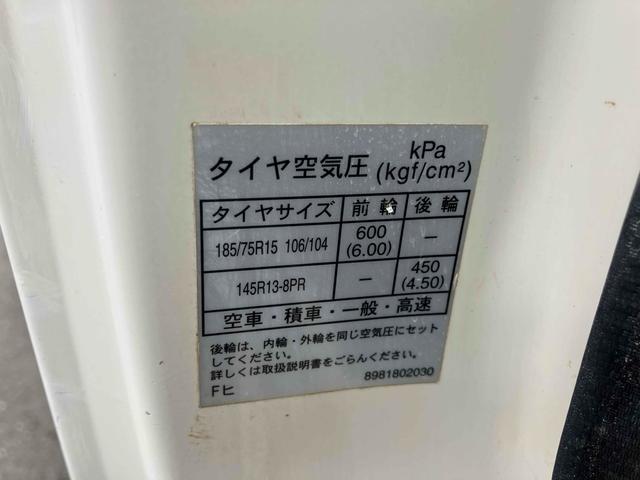 タイヤ空気圧 kPa (kgf/cm²)
タイヤサイズ 前輪 後輪
185/75R15 106/104 600 (6.00) –
145R13-8PR – 450 (4.50)
空車・積車・一般・高速
後輪は、内輪・外輪を同じ空気圧にセット
してください。
詳しくは取扱説明書をごらんください。
Fヒ 8981802030